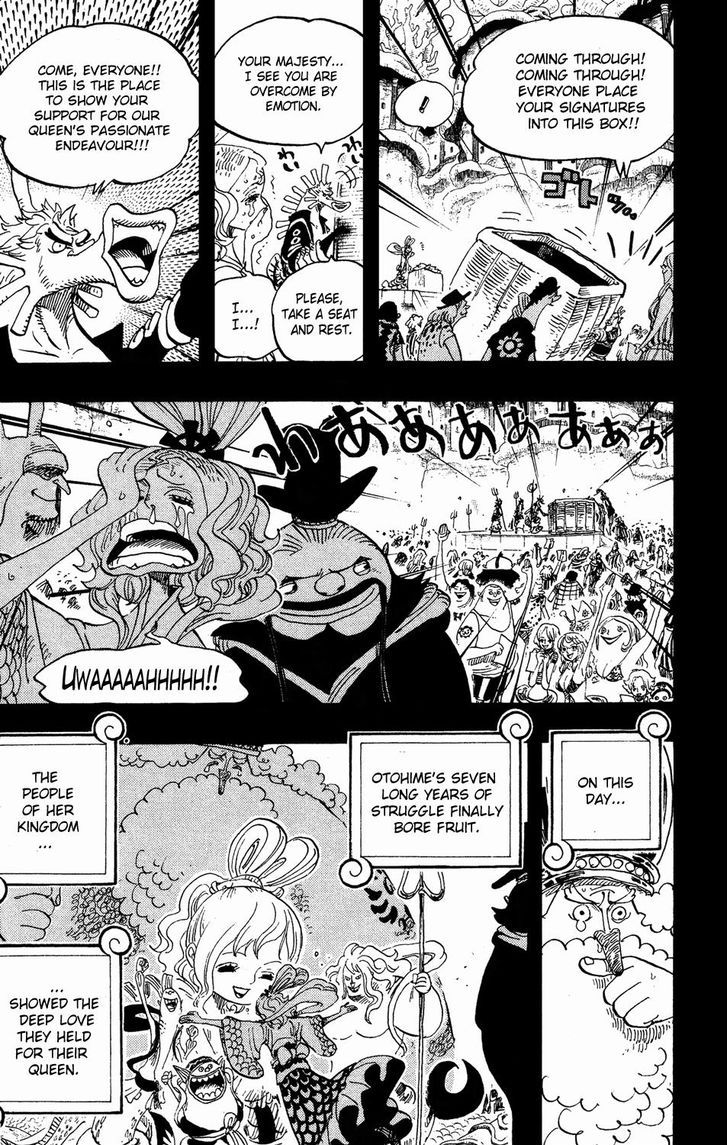 COMING THROUGH!
COMING THROUGH!
EVERYONE PLACE
YOUR SIGNATURES
INTO THIS BOX!!
ゴト
YOUR MAJESTY...
I SEE YOU ARE
OVERCOME BY
EMOTION.
PLEASE,
TAKE A SEAT
AND REST.
I...
I...!
COME, EVERYONE!!
THIS IS THE PLACE
TO SHOW YOUR
SUPPORT FOR OUR
QUEEN'S PASSIONATE
ENDEAVOUR!!!
わああああああああ
UWAAAAAHHHHH!!
ON THIS
DAY...
OTOHIME'S SEVEN
LONG YEARS OF
STRUGGLE FINALLY
BORE FRUIT.
THE
PEOPLE
OF HER
KINGDOM
...
...
SHOWED THE
DEEP LOVE
THEY HELD
FOR THEIR
QUEEN.